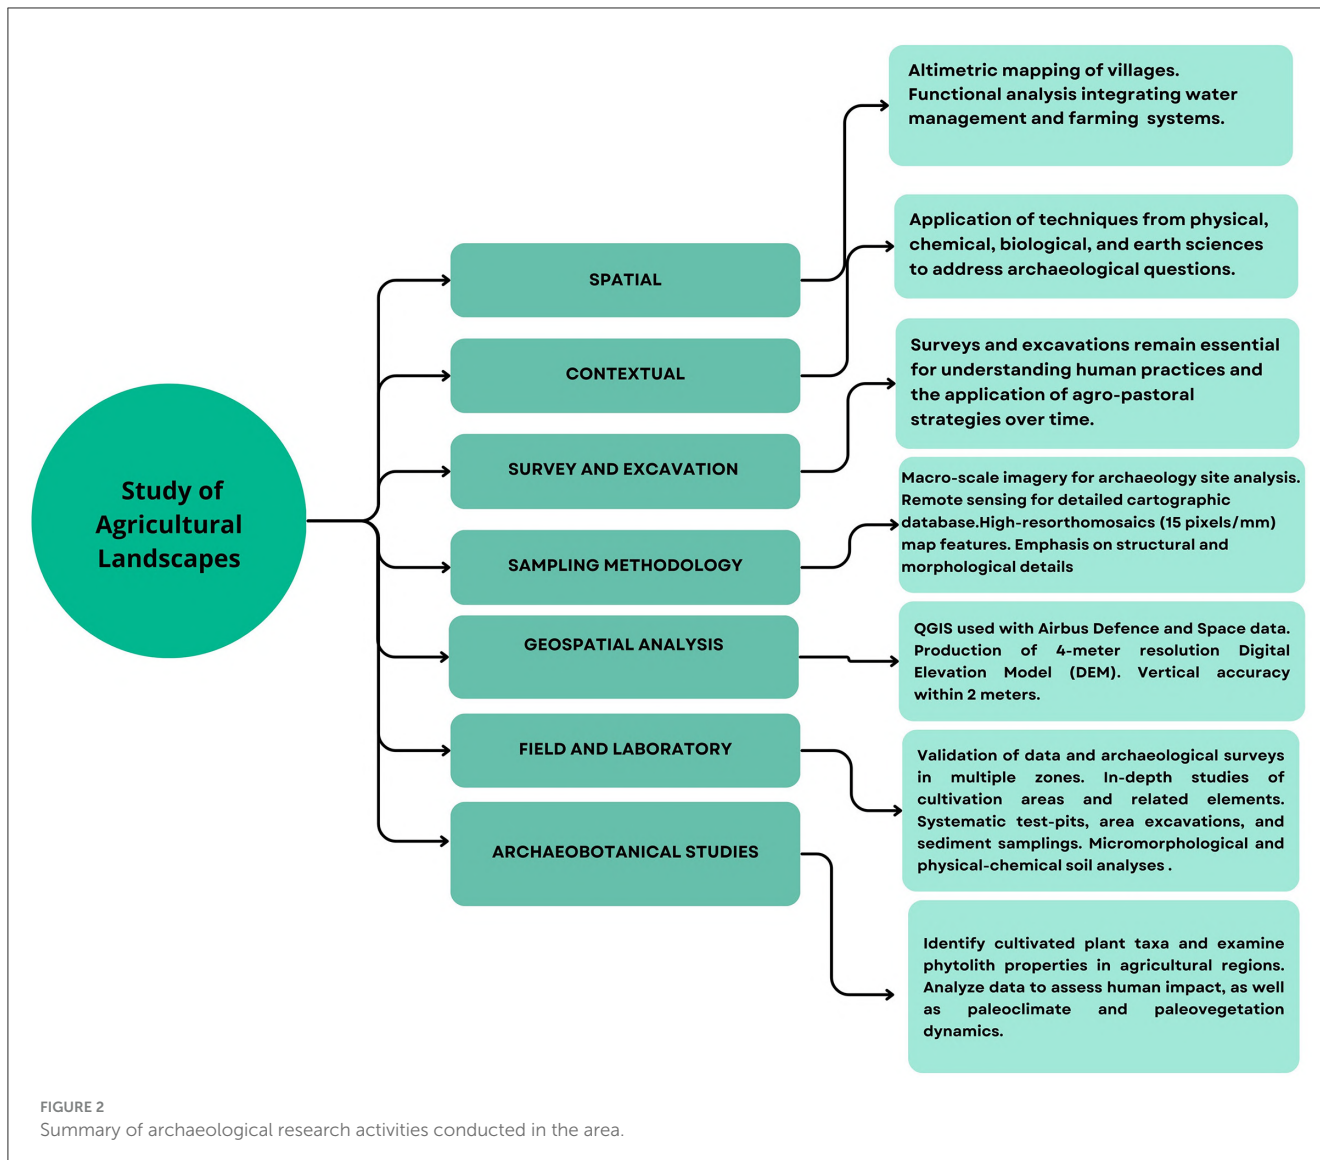 Study of
Agricultural
Landscapes
SPATIAL
Altimetric mapping of villages.
Functional analysis integrating water
management and farming systems.
CONTEXTUAL
Application of techniques from physical,
chemical, biological, and earth sciences
to address archaeological questions.
SURVEY AND EXCAVATION
Surveys and excavations remain essential
for understanding human practices and
the application of agro-pastoral
strategies over time.
SAMPLING METHODOLOGY
Macro-scale imagery for archaeology site analysis.
Remote sensing for detailed cartographic
database.High-resorthomosaics (15 pixels/mm)
map features. Emphasis on structural and
morphological details
GEOSPATIAL ANALYSIS
QGIS used with Airbus Defence and Space data.
Production of 4-meter resolution Digital
Elevation Model (DEM). Vertical accuracy
within 2 meters.
FIELD AND LABORATORY
Validation of data and archaeological surveys
in multiple zones. In-depth studies of
cultivation areas and related elements.
Systematic test-pits, area excavations, and
sediment samplings. Micromorphological and
physical-chemical soil analyses .
ARCHAEOBOTANICAL STUDIES
Identify cultivated plant taxa and examine
phytolith properties in agricultural regions.
Analyze data to assess human impact, as well
as paleoclimate and paleovegetation
dynamics.
FIGURE 2
Summary of archaeological research activities conducted in the area.